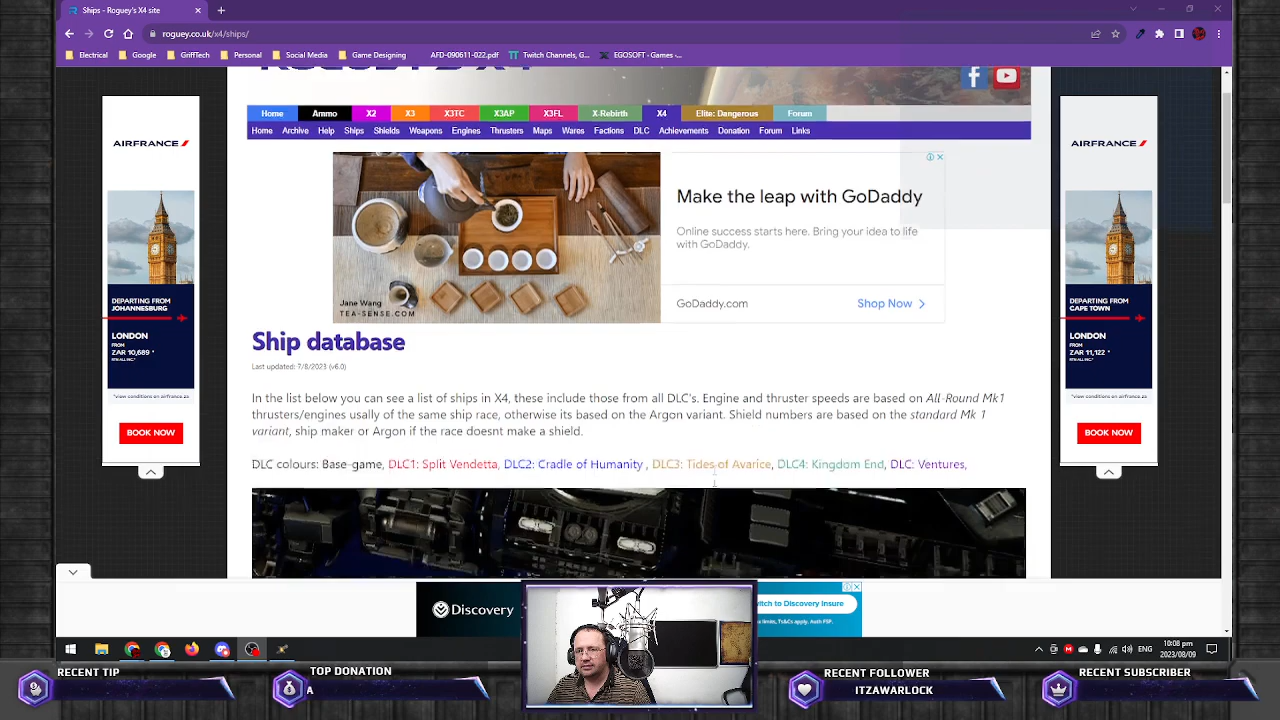 Ships - Roguey's X4 site
roguey.co.uk/x4/ships/
Electrical Google GriffTech Personal Social Media Game Designing AFD-090611-022.pdf Twitch Dancers, G... EGOSOFT - Games -...
Home Ammo X2 X3 X3TC X3AP X3FL X-Rebirth X4 Elite: Dangerous Forum
Home Archive Help Ships Shields Weapons Engines Thrusters Maps Wares Factions DLC Achievements Donation Forum Links
AIRFRANCE
DEPARTING FROM
JOHANNESBURG
LONDON
FROM
ZAR 10,689 *
*view conditions on airfrance.za
BOOK NOW
Jane Wang
TEA-SENSE.COM
Make the leap with GoDaddy
Online success starts here. Bring your idea to life
with GoDaddy.
GoDaddy.com Shop Now
AIRFRANCE
DEPARTING FROM
CAPE TOWN
LONDON
FROM
ZAR 11,122 *
*view conditions on airfrance.za
BOOK NOW
Ship database
Last updated: 7/8/2023 (v6.0)
In the list below you can see a list of ships in X4, these include those from all DLC's. Engine and thruster speeds are based on All-Round Mk1
thrusters/engines usally of the same ship race, otherwise its based on the Argon variant. Shield numbers are based on the standard Mk 1
variant, ship maker or Argon if the race doesnt make a shield.
DLC colours: Base-game, DLC1: Split Vendetta, DLC2: Cradle of Humanity , DLC3: Tides of Avarice, DLC4: Kingdom End, DLC: Ventures,
Discovery
witch to Discovery Insure
ENG
10:08 pm
2023/08/09
RECENT TIP
TOP DONATION
A
RECENT FOLLOWER
ITZAWARLOCK
RECENT SUBSCRIBER